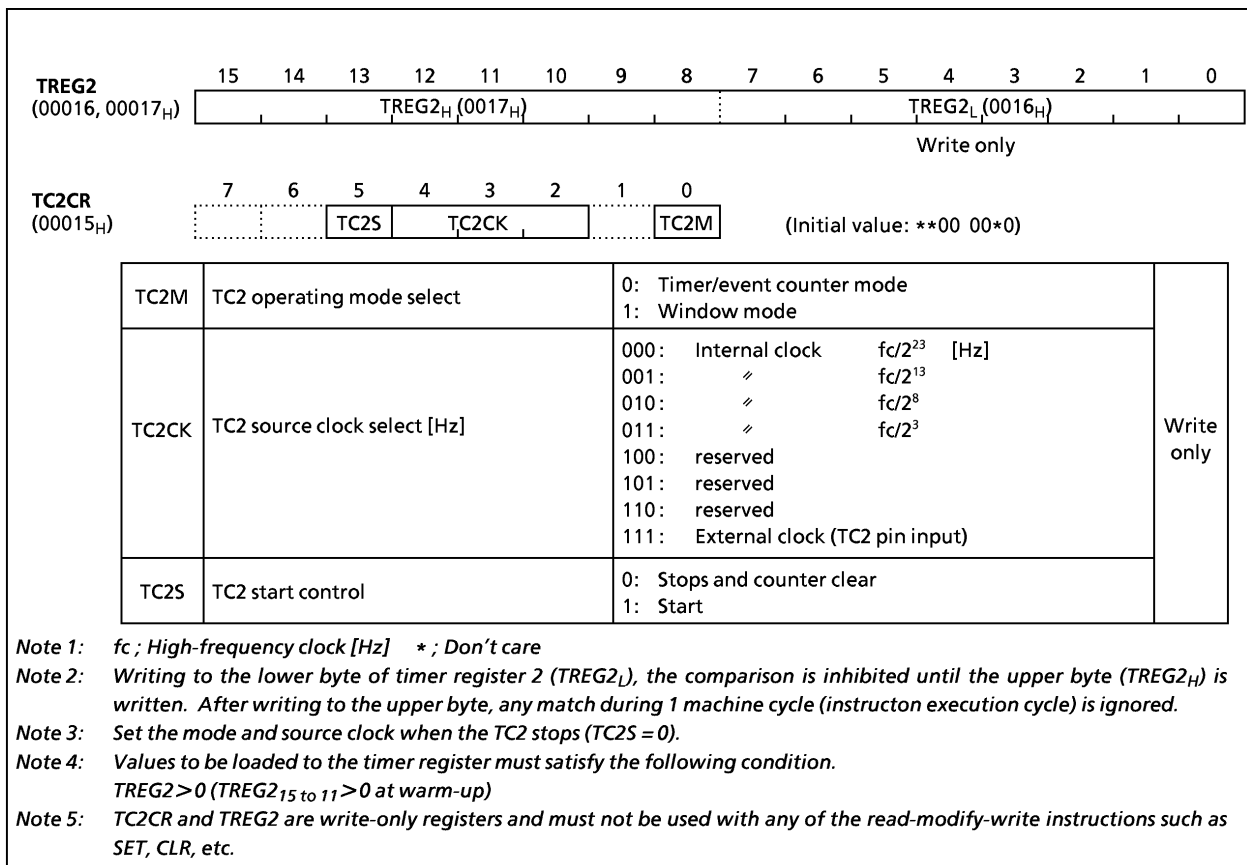 15 14 13 12 11 10 9 8 7 6 5 4 3 2 1 0
TREG2
(00016, 00017H)
TREG2H (0017H) TREG2L (0016H)
Write only
7 6 5 4 3 2 1 0
TC2CR
(00015H)
TC2S TC2CK TC2M (Initial value: **00 00*0)
TC2M TC2 operating mode select 0: Timer/event counter mode
1: Window mode
TC2CK TC2 source clock select [Hz] 000: Internal clock fc/2²³ [Hz]
001: 〃 fc/2¹³
010: 〃 fc/2⁸
011: 〃 fc/2³
100: reserved
101: reserved
110: reserved
111: External clock (TC2 pin input)
Write
only
TC2S TC2 start control 0: Stops and counter clear
1: Start
Note 1: fc ; High-frequency clock [Hz] * ; Don't care
Note 2: Writing to the lower byte of timer register 2 (TREG2L), the comparison is inhibited until the upper byte (TREG2H) is
written. After writing to the upper byte, any match during 1 machine cycle (instructon execution cycle) is ignored.
Note 3: Set the mode and source clock when the TC2 stops (TC2S = 0).
Note 4: Values to be loaded to the timer register must satisfy the following condition.
TREG2>0 (TREG2 15 to 11>0 at warm-up)
Note 5: TC2CR and TREG2 are write-only registers and must not be used with any of the read-modify-write instructions such as
SET, CLR, etc.